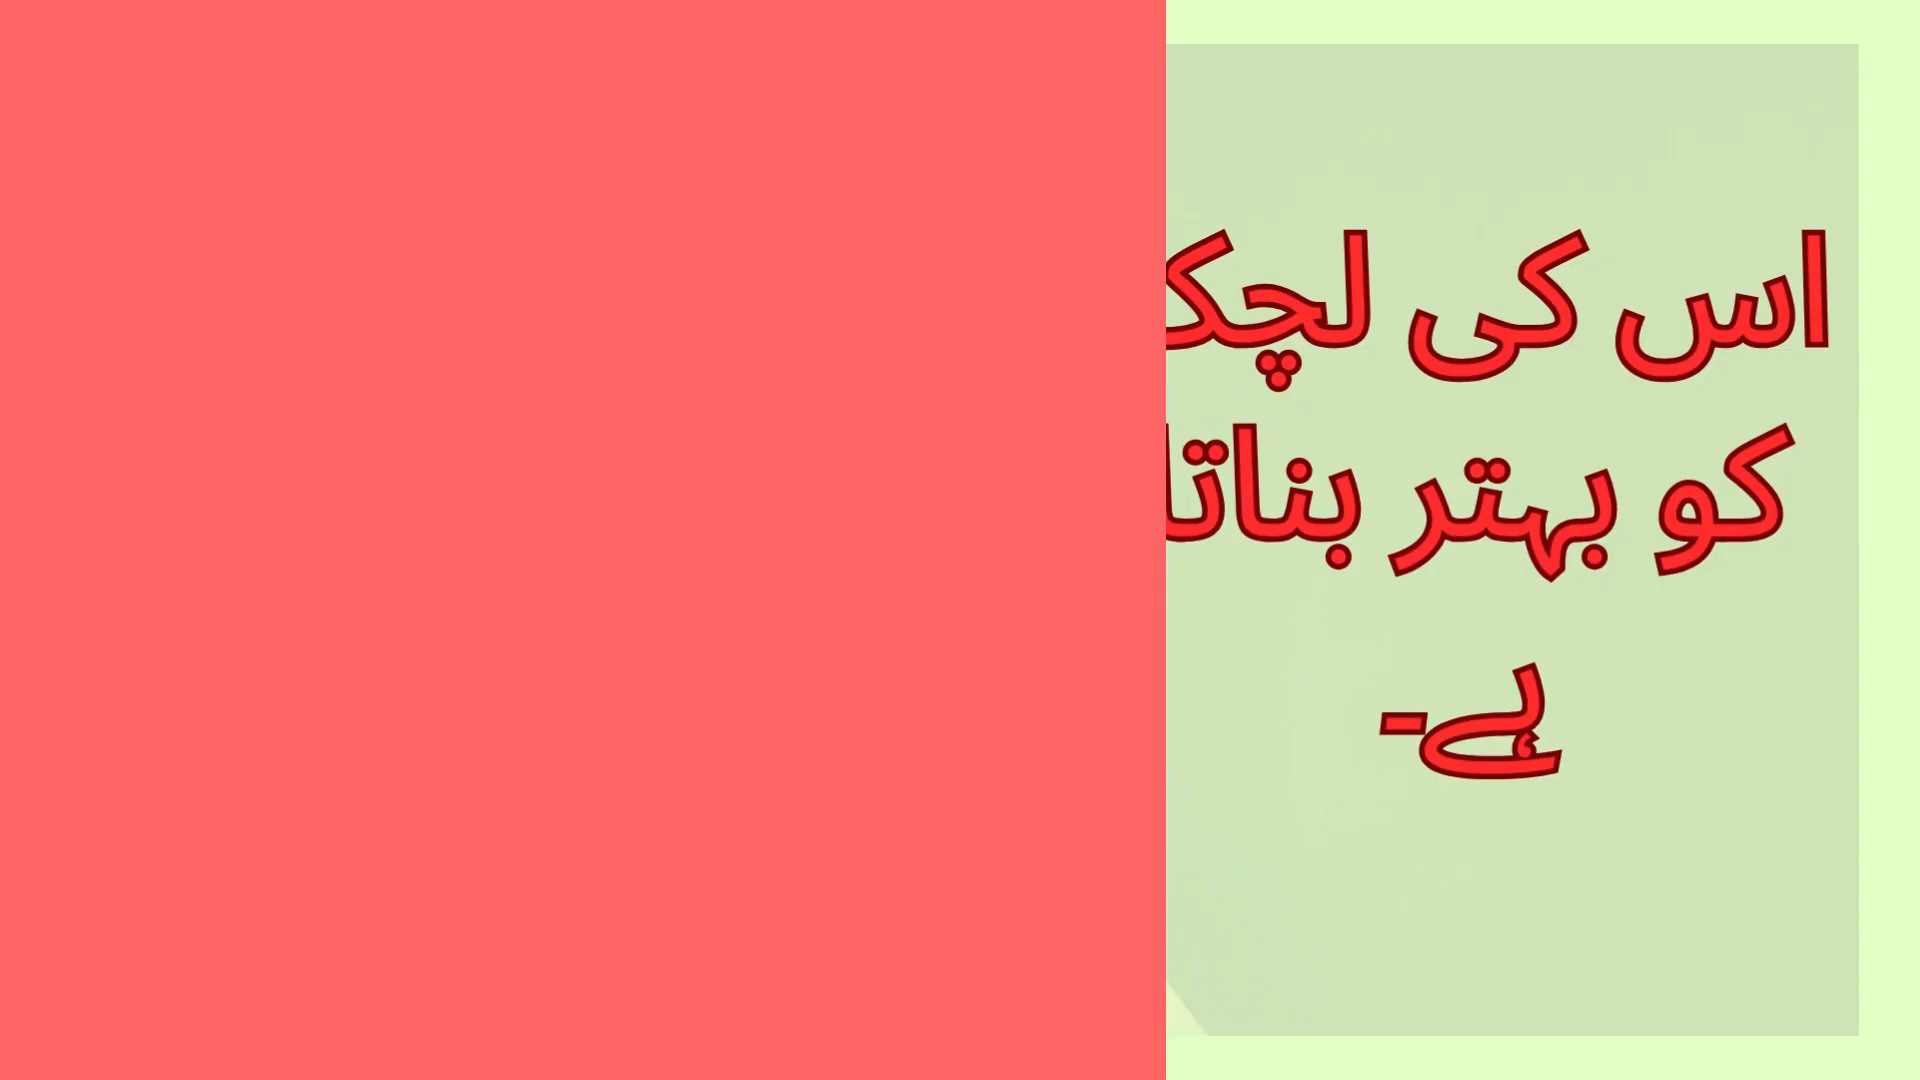 اس کی لچک
کو بہتر بناتا
ہے۔